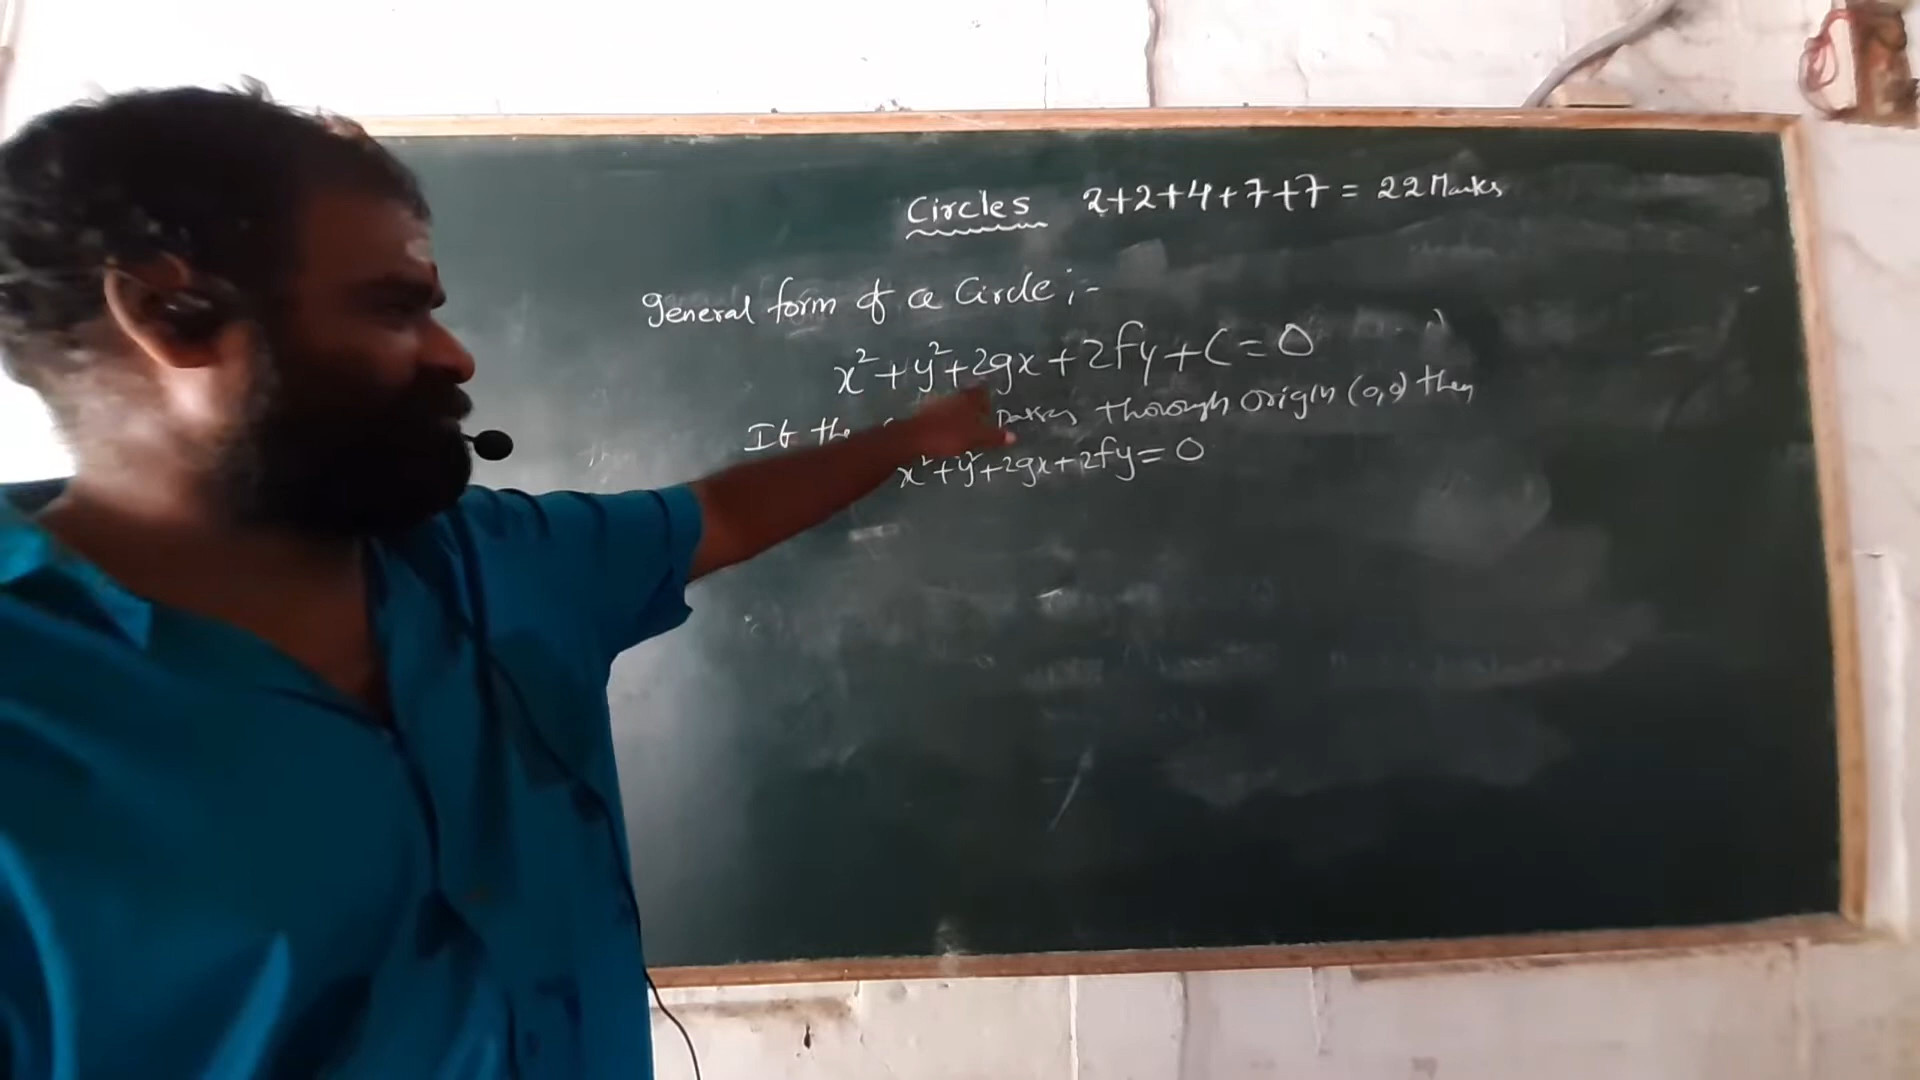 Circles 2+2+4+7+7 = 22 Marks
General form of a Circle ;-
x²+y²+2gx+2fy+C=0
If the passes thorough origin (0,0) then
x²+y²+2gx+2fy=0